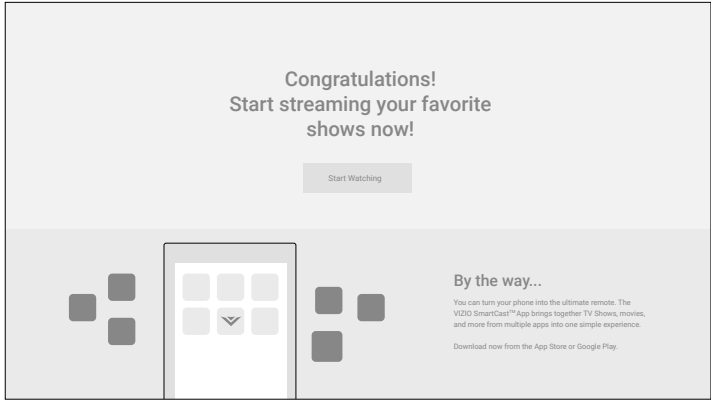 Congratulations!
Start streaming your favorite
shows now!
Start Watching
By the way...
You can turn your phone into the ultimate remote. The
VIZIO SmartCast™ App brings together TV Shows, movies,
and more from multiple apps into one simple experience.
Download now from the App Store or Google Play.